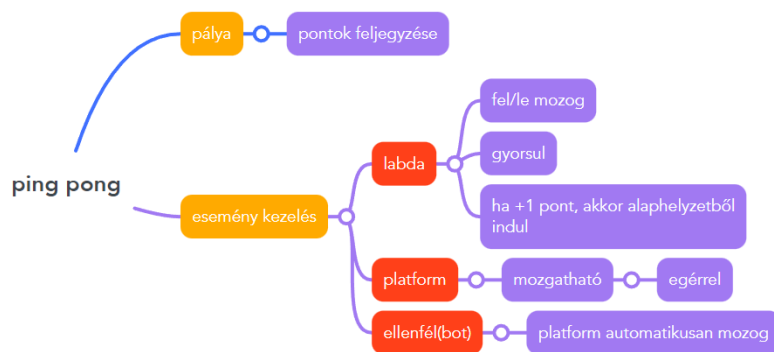 ping pong
pálya
pontok feljegyzése
esemény kezelés
labda
fel/le mozog
gyorsul
ha +1 pont, akkor alaphelyzetből
indul
platform
mozgatható
egérrel
ellenfél(bot)
platform automatikusan mozog